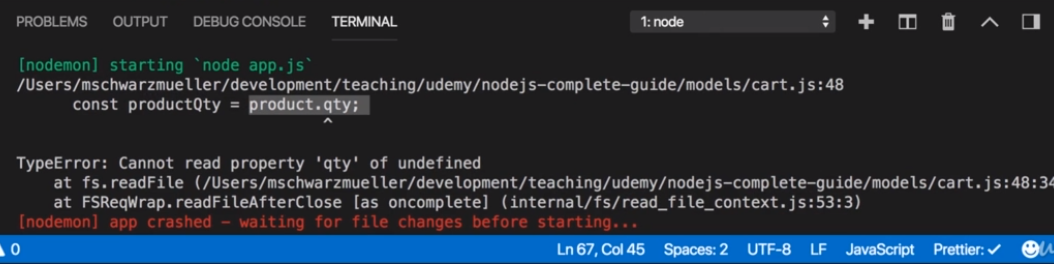 PROBLEMS OUTPUT DEBUG CONSOLE TERMINAL 1: node
[nodemon] starting `node app.js`
/Users/mschwarzmueller/development/teaching/udemy/nodejs-complete-guide/models/cart.js:48
const productQty = product.qty;
^
TypeError: Cannot read property 'qty' of undefined
at fs.readFile (/Users/mschwarzmueller/development/teaching/udemy/nodejs-complete-guide/models/cart.js:48:34
at FSReqWrap.readFileAfterClose [as oncomplete] (internal/fs/read_file_context.js:53:3)
[nodemon] app crashed - waiting for file changes before starting...
0 Ln 67, Col 45 Spaces: 2 UTF-8 LF JavaScript Prettier: ✓